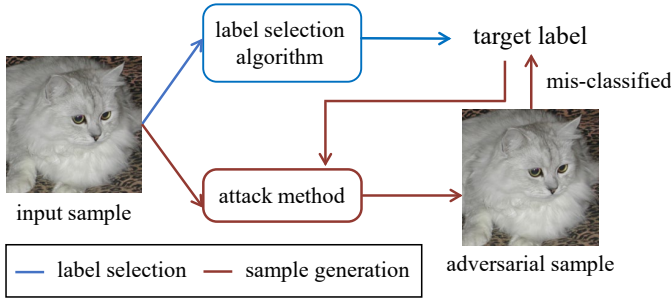 label selection
algorithm
target label
mis-classified
attack method
input sample
adversarial sample
label selection
sample generation